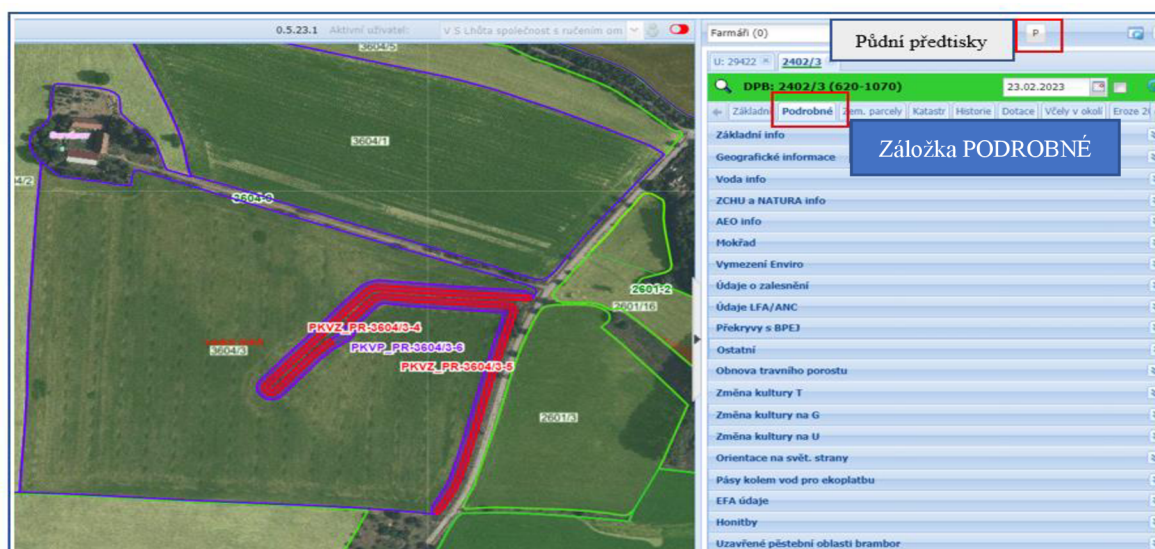 0.5.23.1 Aktivní uživatel: V S Lhůta společnost s ručením om
3604/5
3604/1
3604-9
2601-2
2601/16
PKVZ_PR-3604/3-4
3604/3
PKVP_PR-3604/3-6
PKVZ_PR-3604/3-5
2601/3
Farmáři (0)
Půdní předtisky
P
U: 29422
2402/3
DPB: 2402/3 (620-1070)
23.02.2023
Základní
Podrobné
Zem. parcely
Katastr
Historie
Dotace
Včely v okolí
Eroze 2
Základní info
Záložka PODROBNÉ
Geografické informace
Voda info
ZCHU a NATURA info
AEO info
Mokřad
Vymezení Enviro
Údaje o zalesnění
Údaje LFA/ANC
Překryvy s BPEJ
Ostatní
Obnova travního porostu
Změna kultury T
Změna kultury na G
Změna kultury na U
Orientace na svět. strany
Pásy kolem vod pro ekoplatbu
EFA údaje
Honitby
Uzavřené pěstební oblasti brambor